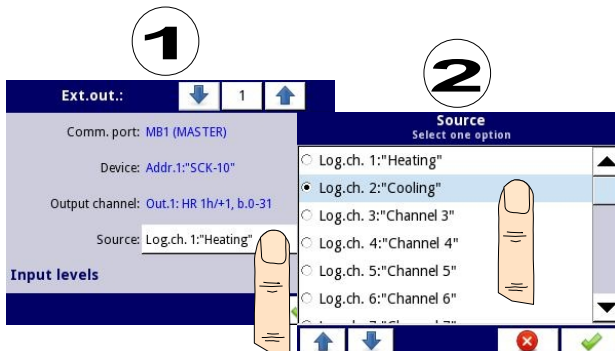 1
Ext.out.: 1
Comm. port: MB1 (MASTER)
Device: Addr.1:"SCK-10"
Output channel: Out.1: HR 1h/+1, b.0-31
Source: Log.ch. 1:"Heating"
Input levels
2
Source
Select one option
Log.ch. 1:"Heating"
Log.ch. 2:"Cooling"
Log.ch. 3:"Channel 3"
Log.ch. 4:"Channel 4"
Log.ch. 5:"Channel 5"
Log.ch. 6:"Channel 6"